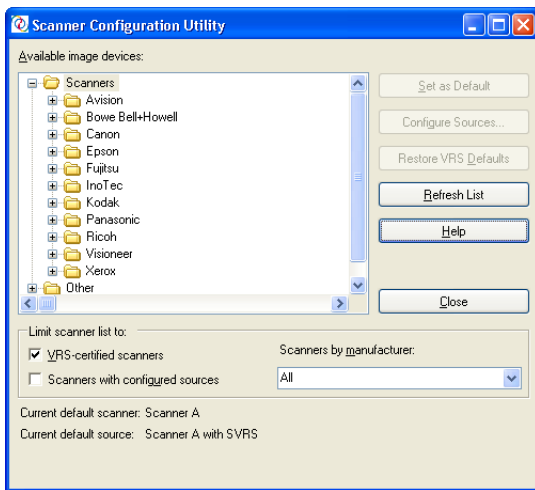 Scanner Configuration Utility
Available image devices:
Scanners
Avision
Bowe Bell+Howell
Canon
Epson
Fujitsu
InoTec
Kodak
Panasonic
Ricoh
Visioneer
Xerox
Other
Set as Default
Configure Sources...
Restore VRS Defaults
Refresh List
Help
Close
Limit scanner list to:
VRS-certified scanners
Scanners with configured sources
Scanners by manufacturer:
All
Current default scanner: Scanner A
Current default source: Scanner A with SVRS